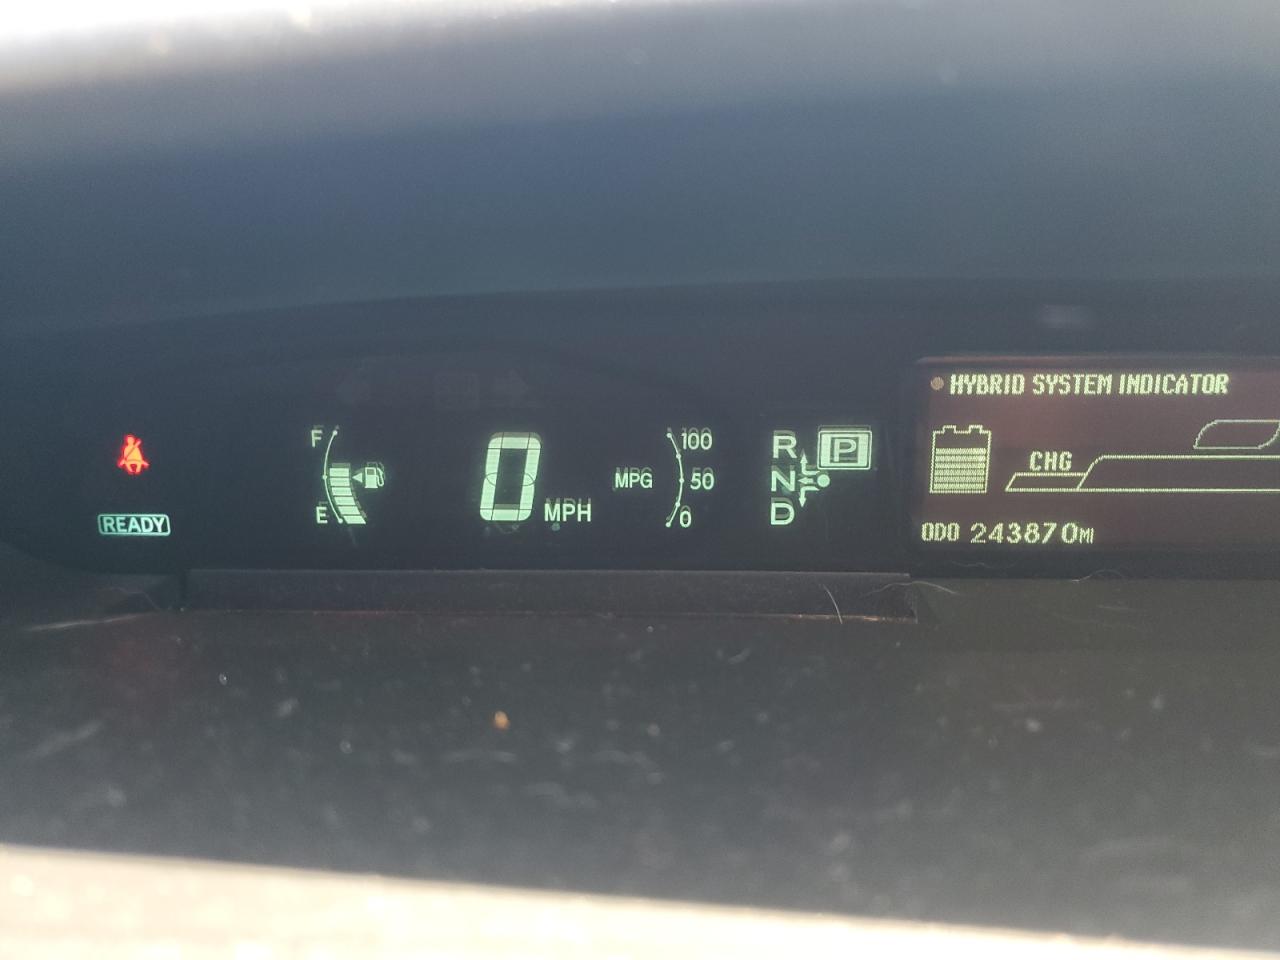 READY
F
E
0
MPH
MPG
100
50
0
R
N
D
P
HYBRID SYSTEM INDICATOR
CHG
ODO 243870MI